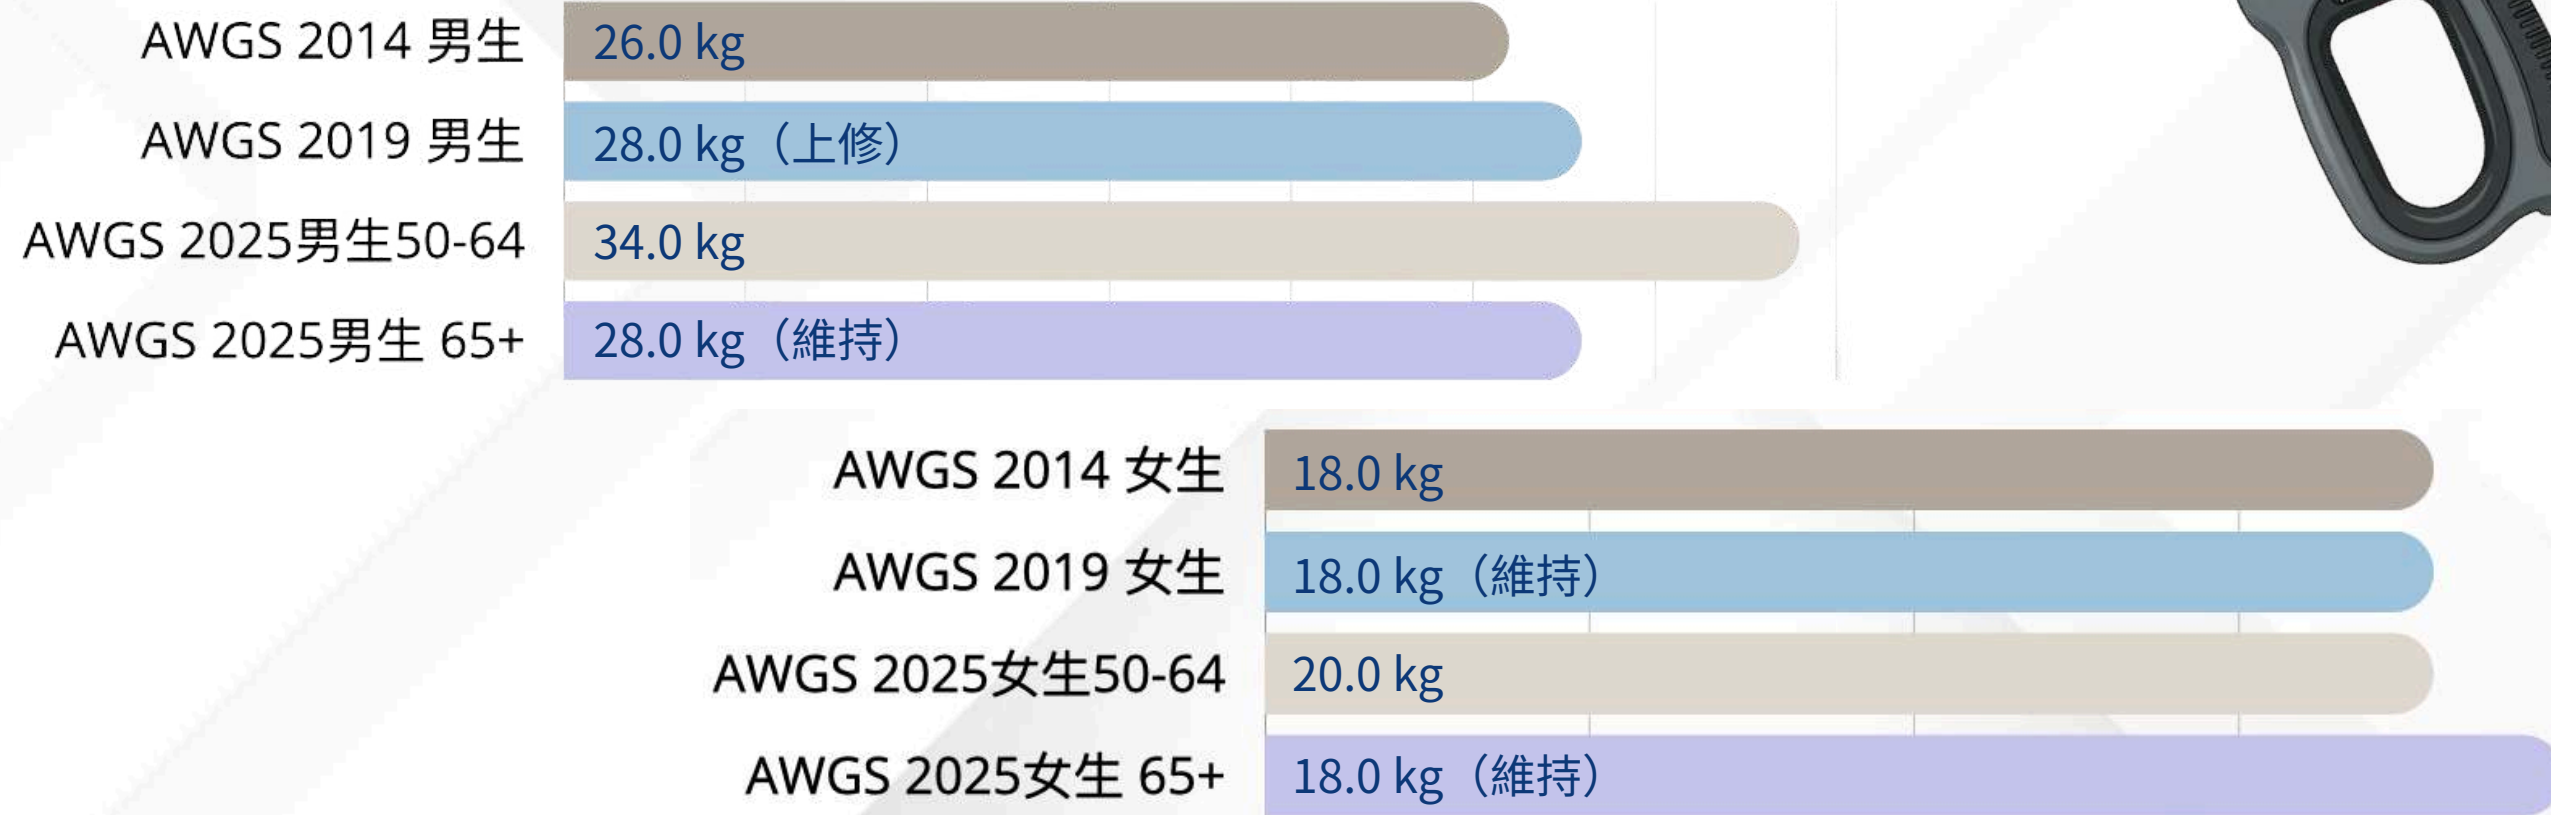 AWGS 2014 男生 26.0 kg
AWGS 2019 男生 28.0 kg（上修）
AWGS 2025男生50-64 34.0 kg
AWGS 2025男生 65+ 28.0 kg（維持）
AWGS 2014 女生 18.0 kg
AWGS 2019 女生 18.0 kg（維持）
AWGS 2025女生50-64 20.0 kg
AWGS 2025女生 65+ 18.0 kg（維持）